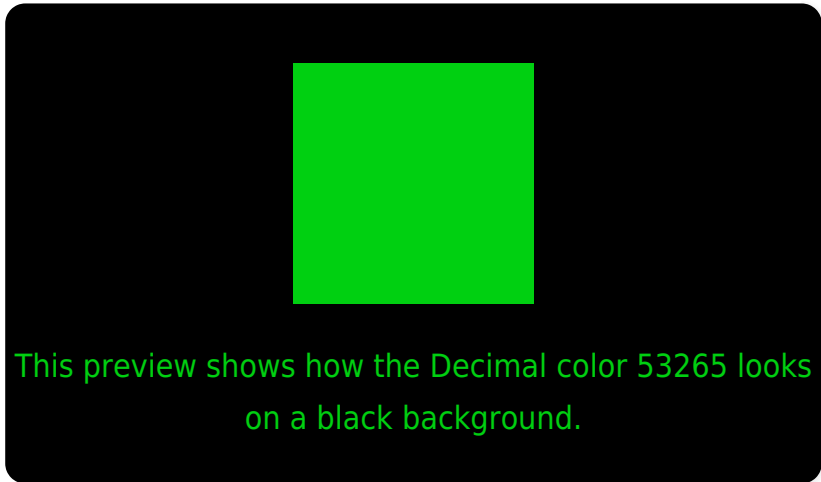 This preview shows how the Decimal color 53265 looks
on a black background.